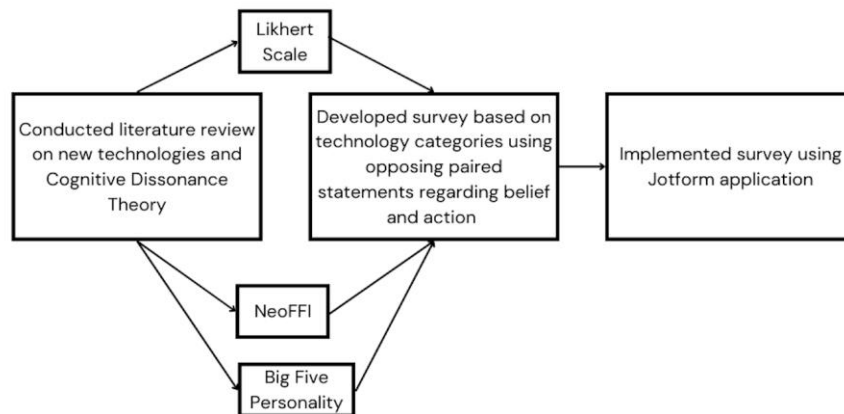 Likhert
Scale
Conducted literature review
on new technologies and
Cognitive Dissonance
Theory
Developed survey based on
technology categories using
opposing paired
statements regarding belief
and action
Implemented survey using
Jotform application
NeoFFI
Big Five
Personality